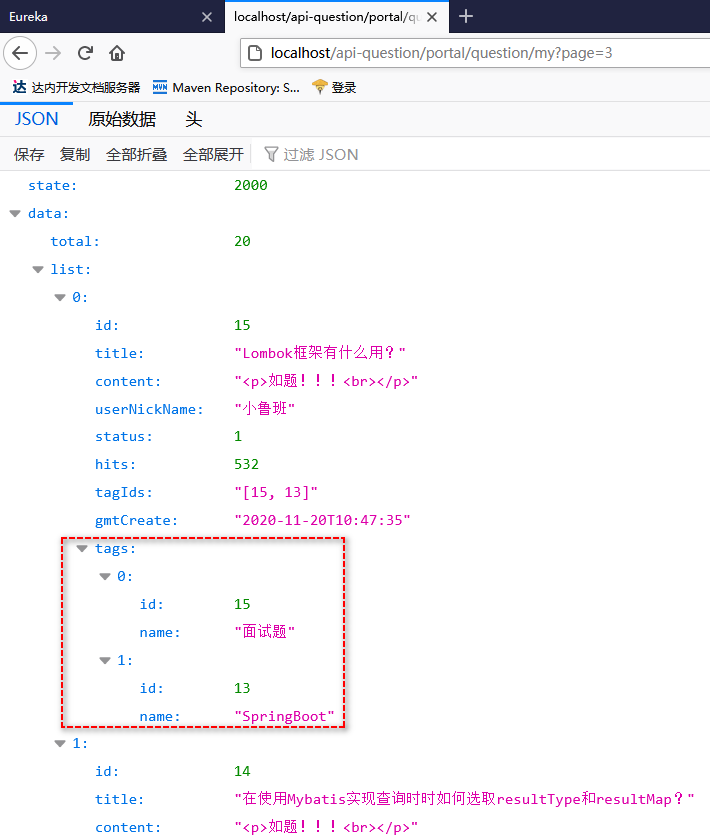 Eureka
localhost/api-question/portal/qu
localhost/api-question/portal/question/my?page=3
达内开发文档服务器 MVN Maven Repository: S... 登录
JSON 原始数据 头
保存 复制 全部折叠 全部展开 过滤 JSON
state: 2000
data:
total: 20
list:
0:
id: 15
title: "Lombok框架有什么用？"
content: "<p>如题！！！<br></p>"
userNickName: "小鲁班"
status: 1
hits: 532
tagIds: "[15, 13]"
gmtCreate: "2020-11-20T10:47:35"
tags:
0:
id: 15
name: "面试题"
1:
id: 13
name: "SpringBoot"
1:
id: 14
title: "在使用Mybatis实现查询时时如何选取resultType和resultMap？"
content: "<p>如题！！！<br></p>"